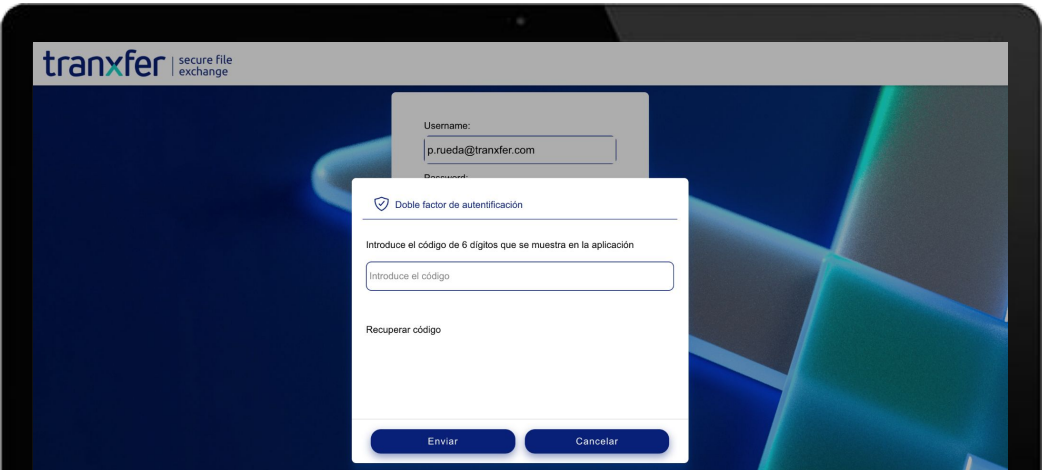 tranxfer
secure file
exchange
Username:
p.rueda@tranxfer.com
Password:
Doble factor de autentificación
Introduce el código de 6 dígitos que se muestra en la aplicación
Introduce el código
Recuperar código
Enviar
Cancelar